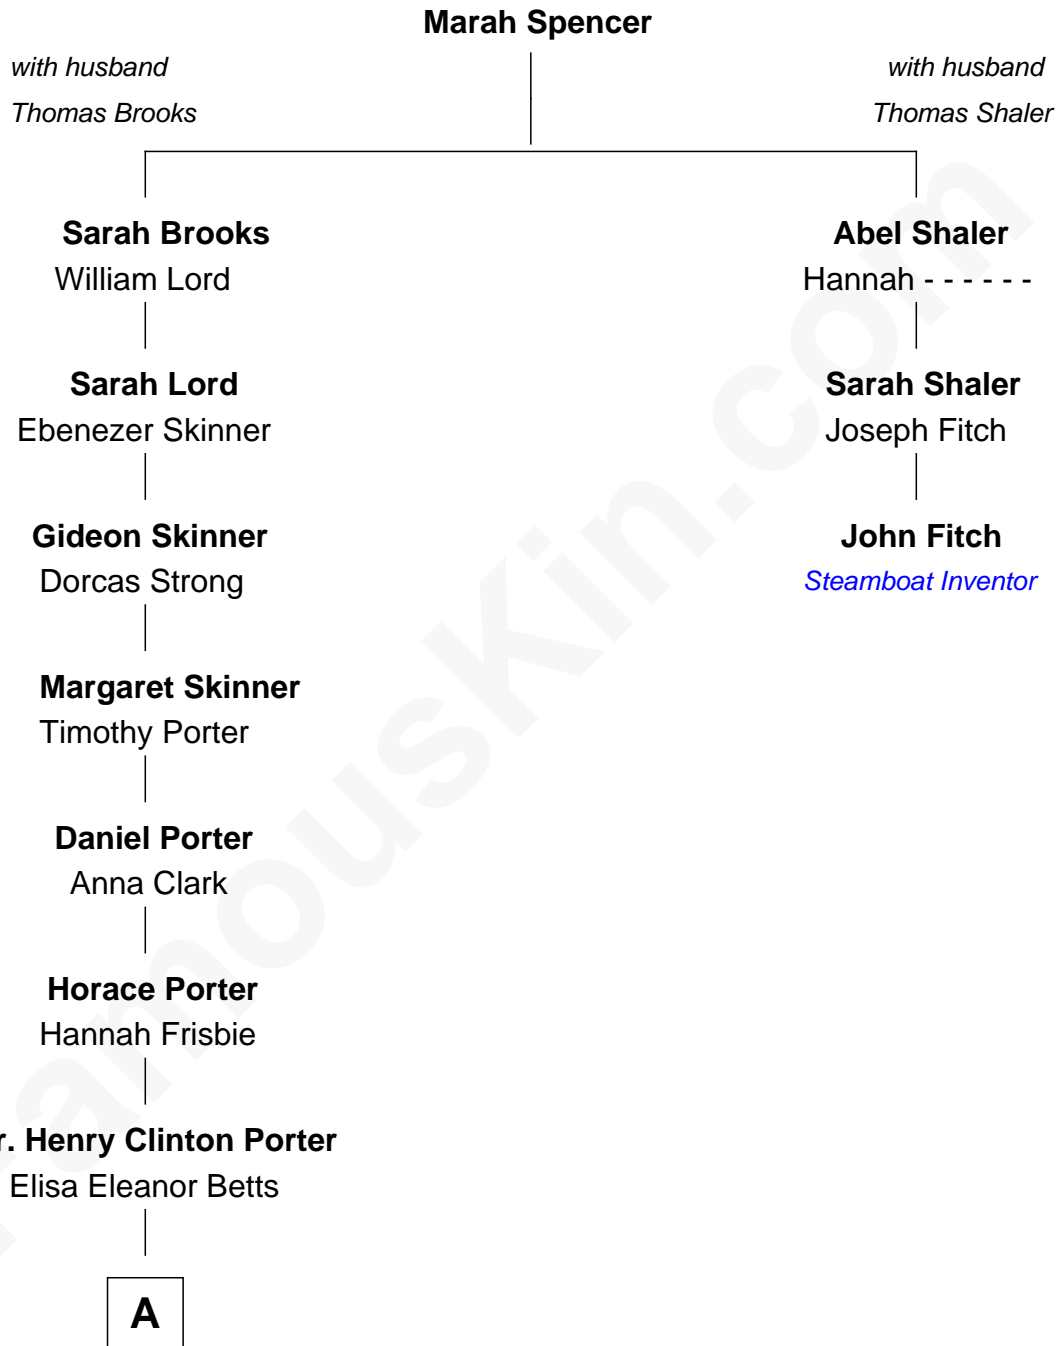 Marah Spencer
with husband
Thomas Brooks
with husband
Thomas Shaler
Sarah Brooks
William Lord
Abel Shaler
Hannah - - - - - -
Sarah Lord
Ebenezer Skinner
Sarah Shaler
Joseph Fitch
Gideon Skinner
Dorcas Strong
John Fitch
Steamboat Inventor
Margaret Skinner
Timothy Porter
Daniel Porter
Anna Clark
Horace Porter
Hannah Frisbie
r. Henry Clinton Porter
Elisa Eleanor Betts
A
FamousKin.com